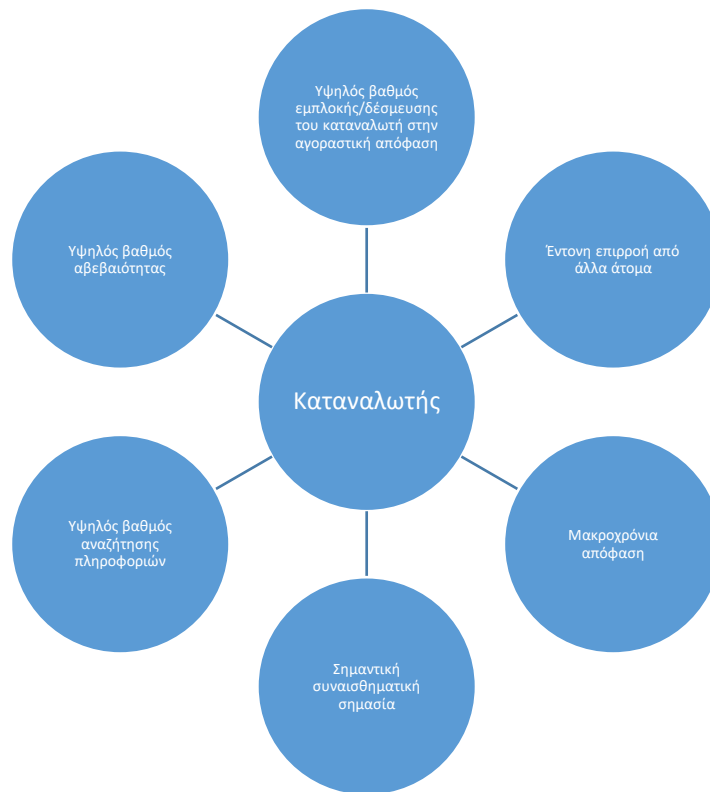 Υψηλός βαθμός
εμπλοκής/δέσμευσης
του καταναλωτή στην
αγοραστική απόφαση
Υψηλός βαθμός
αβεβαιότητας
Έντονη επιρροή από
άλλα άτομα
Καταναλωτής
Υψηλός βαθμός
αναζήτησης
πληροφοριών
Μακροχρόνια
απόφαση
Σημαντική
συναισθηματική
σημασία